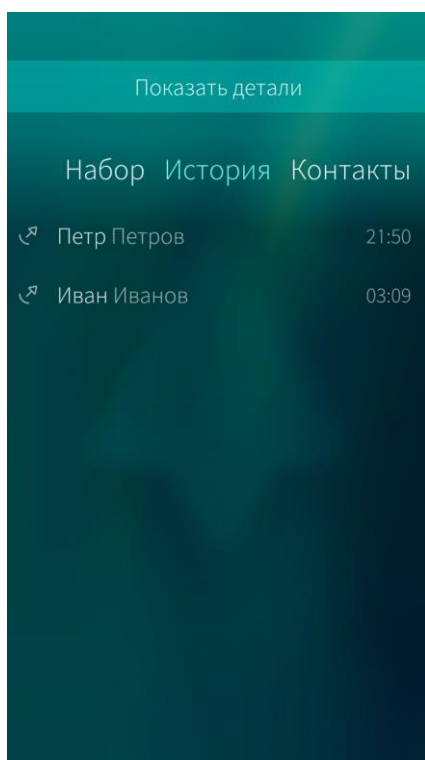 Показать детали
Набор История Контакты
Петр Петров 21:50
Иван Иванов 03:09